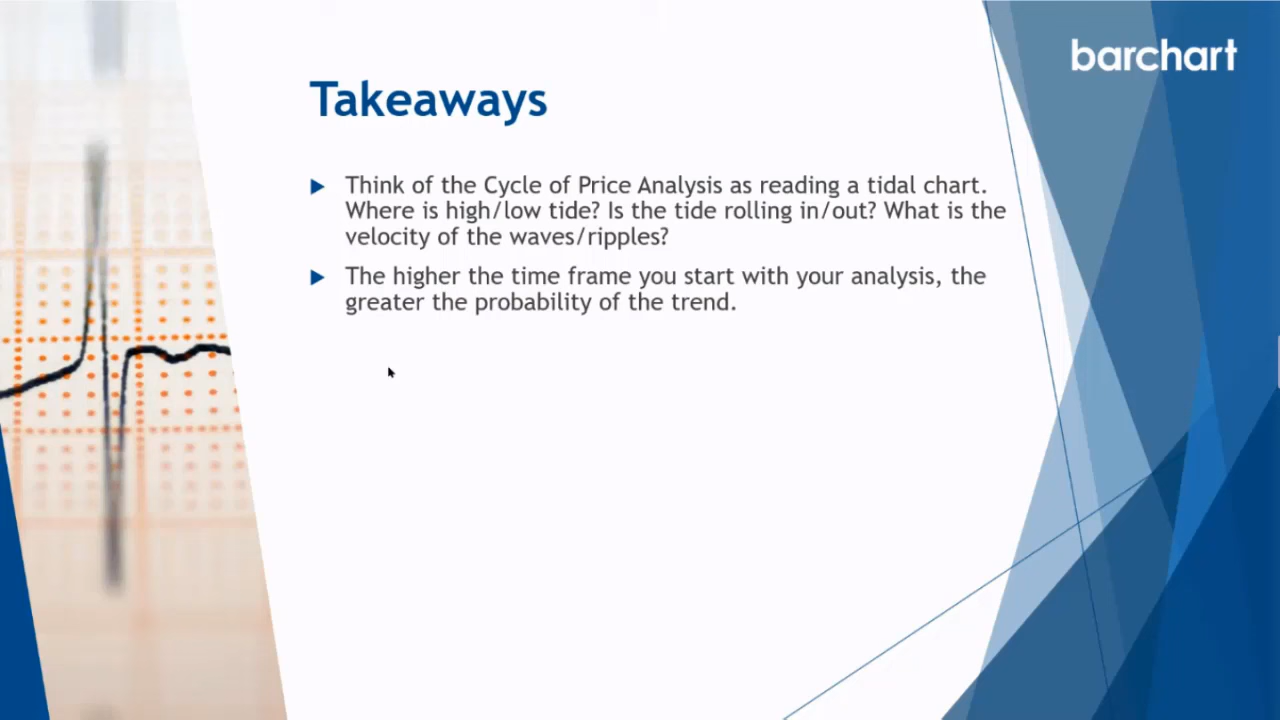 barchart
Takeaways
Think of the Cycle of Price Analysis as reading a tidal chart.
Where is high/low tide? Is the tide rolling in/out? What is the
velocity of the waves/ripples?
The higher the time frame you start with your analysis, the
greater the probability of the trend.